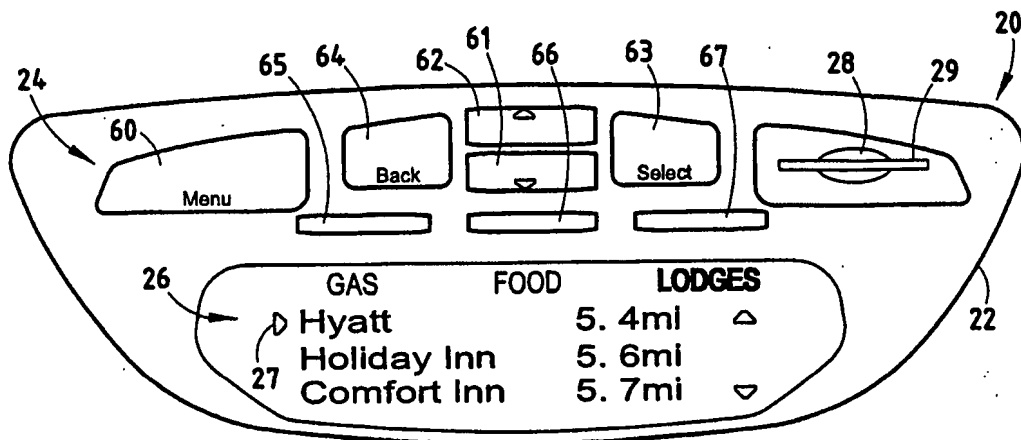 61 20
64 62 66 67 28
65 63 29
24
60
Back Select
Menu
GAS FOOD LODGES
26
Hyatt 5. 4mi
22
Holiday Inn 5. 6mi
27
Comfort Inn 5. 7mi